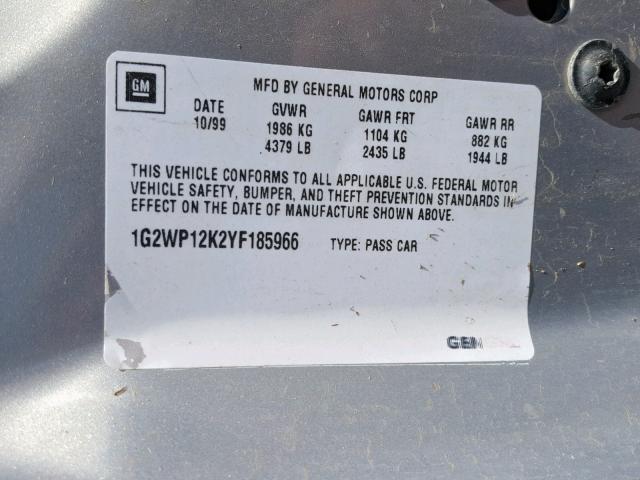 GM
MFD BY GENERAL MOTORS CORP
DATE GVWR GAWR FRT GAWR RR
10/99 1986 KG 1104 KG 882 KG
4379 LB 2435 LB 1944 LB
THIS VEHICLE CONFORMS TO ALL APPLICABLE U.S. FEDERAL MOTOR
VEHICLE SAFETY, BUMPER, AND THEFT PREVENTION STANDARDS IN
EFFECT ON THE DATE OF MANUFACTURE SHOWN ABOVE.
1G2WP12K2YF185966 TYPE: PASS CAR